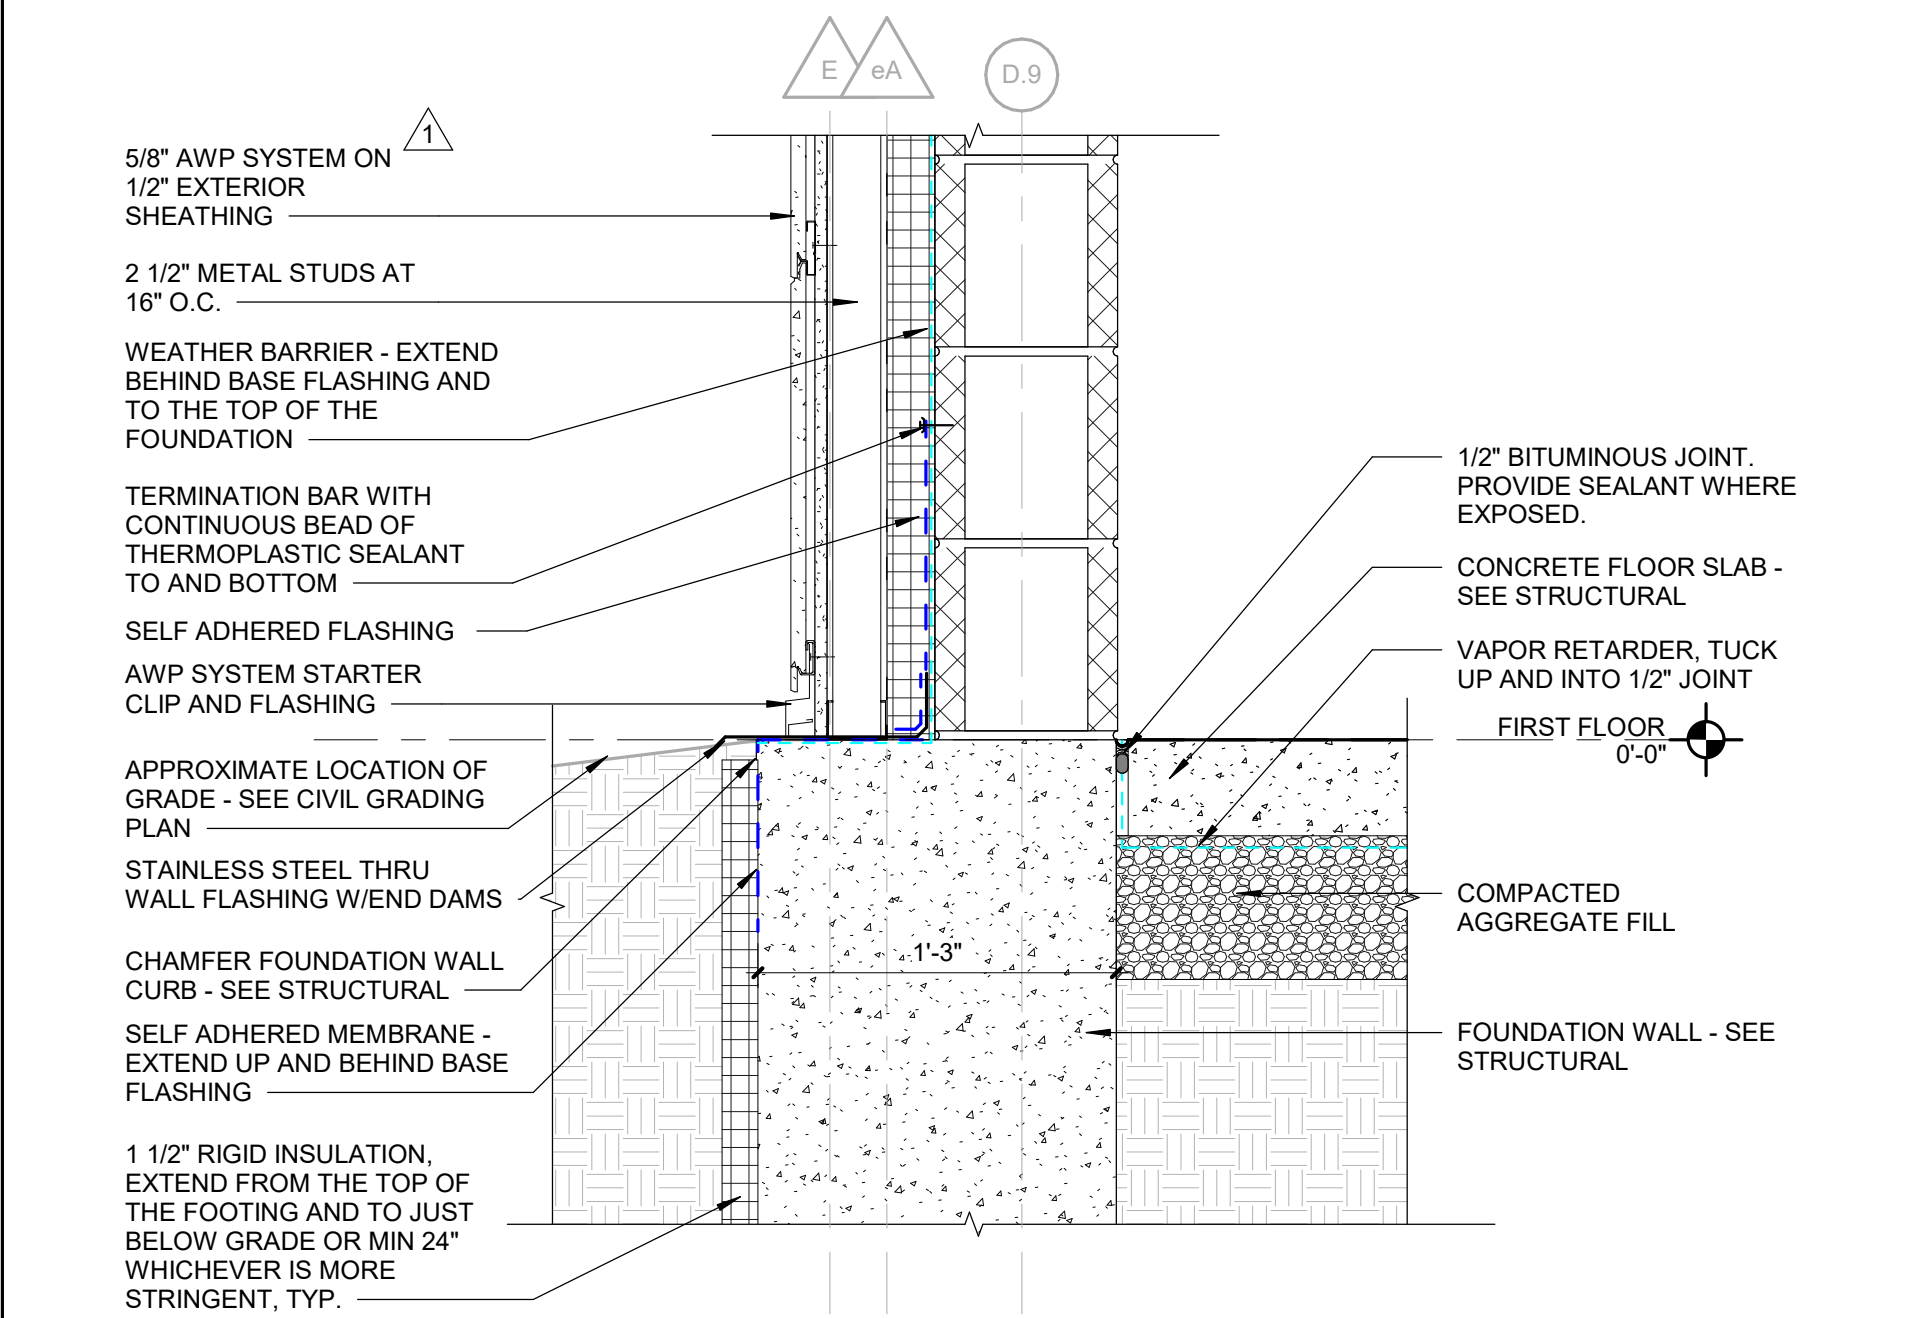 E
eA
D.9
1
5/8" AWP SYSTEM ON
1/2" EXTERIOR
SHEATHING
2 1/2" METAL STUDS AT
16" O.C.
WEATHER BARRIER - EXTEND
BEHIND BASE FLASHING AND
TO THE TOP OF THE
FOUNDATION
TERMINATION BAR WITH
CONTINUOUS BEAD OF
THERMOPLASTIC SEALANT
TO AND BOTTOM
SELF ADHERED FLASHING
AWP SYSTEM STARTER
CLIP AND FLASHING
APPROXIMATE LOCATION OF
GRADE - SEE CIVIL GRADING
PLAN
STAINLESS STEEL THRU
WALL FLASHING W/END DAMS
CHAMFER FOUNDATION WALL
CURB - SEE STRUCTURAL
SELF ADHERED MEMBRANE -
EXTEND UP AND BEHIND BASE
FLASHING
1 1/2" RIGID INSULATION,
EXTEND FROM THE TOP OF
THE FOOTING AND TO JUST
BELOW GRADE OR MIN 24"
WHICHEVER IS MORE
STRINGENT, TYP.
1'-3"
1/2" BITUMINOUS JOINT.
PROVIDE SEALANT WHERE
EXPOSED.
CONCRETE FLOOR SLAB -
SEE STRUCTURAL
VAPOR RETARDER, TUCK
UP AND INTO 1/2" JOINT
FIRST FLOOR
0'-0"
COMPACTED
AGGREGATE FILL
FOUNDATION WALL - SEE
STRUCTURAL